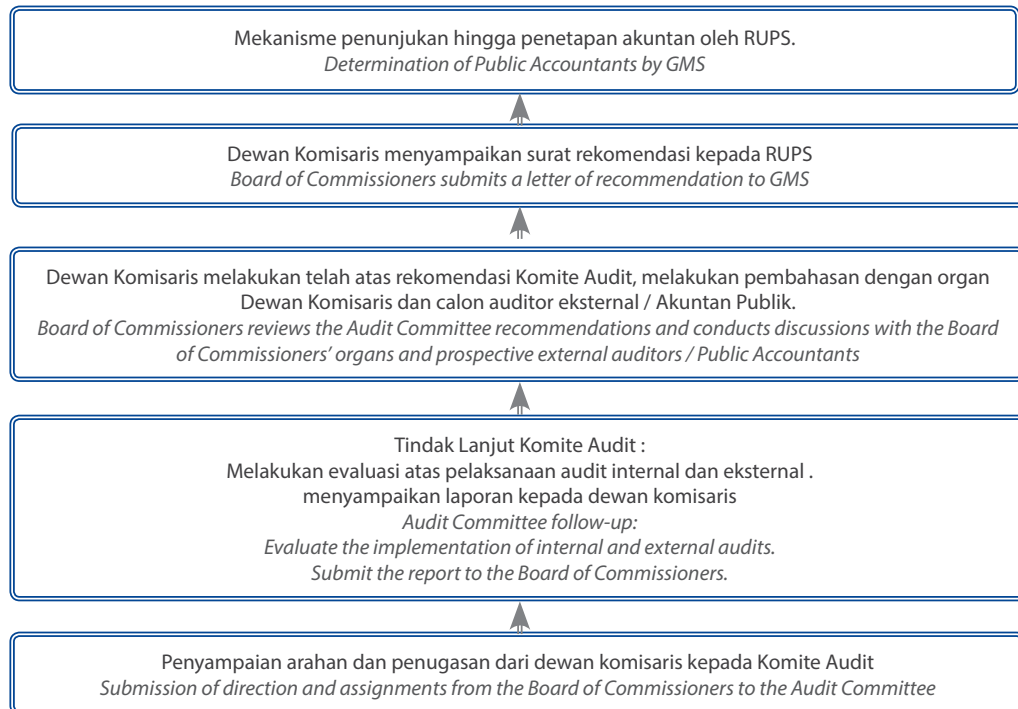 Mekanisme penunjukan hingga penetapan akuntan oleh RUPS.
Determination of Public Accountants by GMS
Dewan Komisaris menyampaikan surat rekomendasi kepada RUPS
Board of Commissioners submits a letter of recommendation to GMS
Dewan Komisaris melakukan telah atas rekomendasi Komite Audit, melakukan pembahasan dengan organ
Dewan Komisaris dan calon auditor eksternal / Akuntan Publik.
Board of Commissioners reviews the Audit Committee recommendations and conducts discussions with the Board
of Commissioners’ organs and prospective external auditors / Public Accountants
Tindak Lanjut Komite Audit :
Melakukan evaluasi atas pelaksanaan audit internal dan eksternal .
menyampaikan laporan kepada dewan komisaris
Audit Committee follow-up:
Evaluate the implementation of internal and external audits.
Submit the report to the Board of Commissioners.
Penyampaian arahan dan penugasan dari dewan komisaris kepada Komite Audit
Submission of direction and assignments from the Board of Commissioners to the Audit Committee